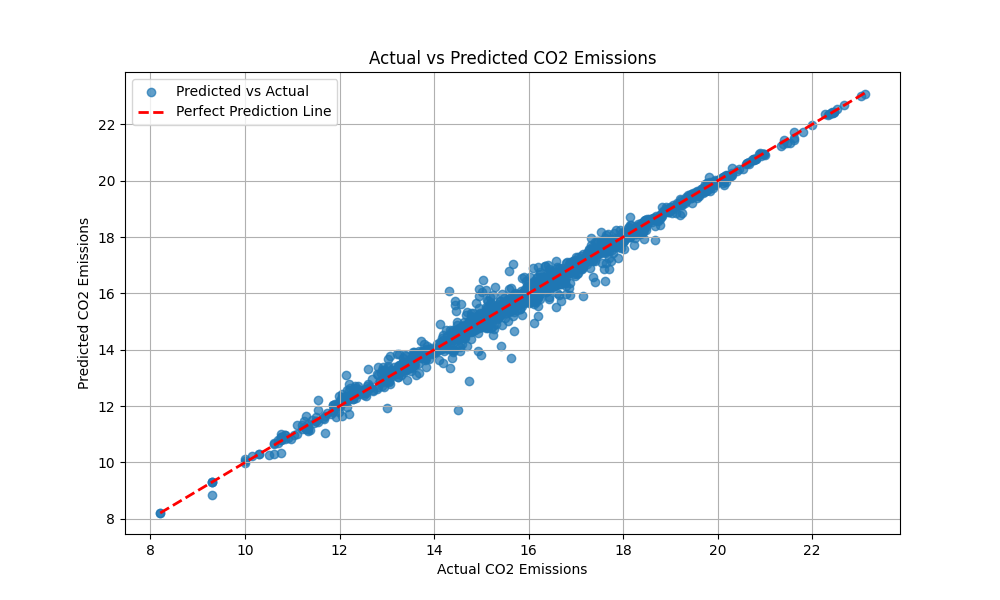 Actual vs Predicted CO2 Emissions
Predicted vs Actual
Perfect Prediction Line
Predicted CO2 Emissions
22
20
18
16
14
12
10
8
8 10 12 14 16 18 20 22
Actual CO2 Emissions